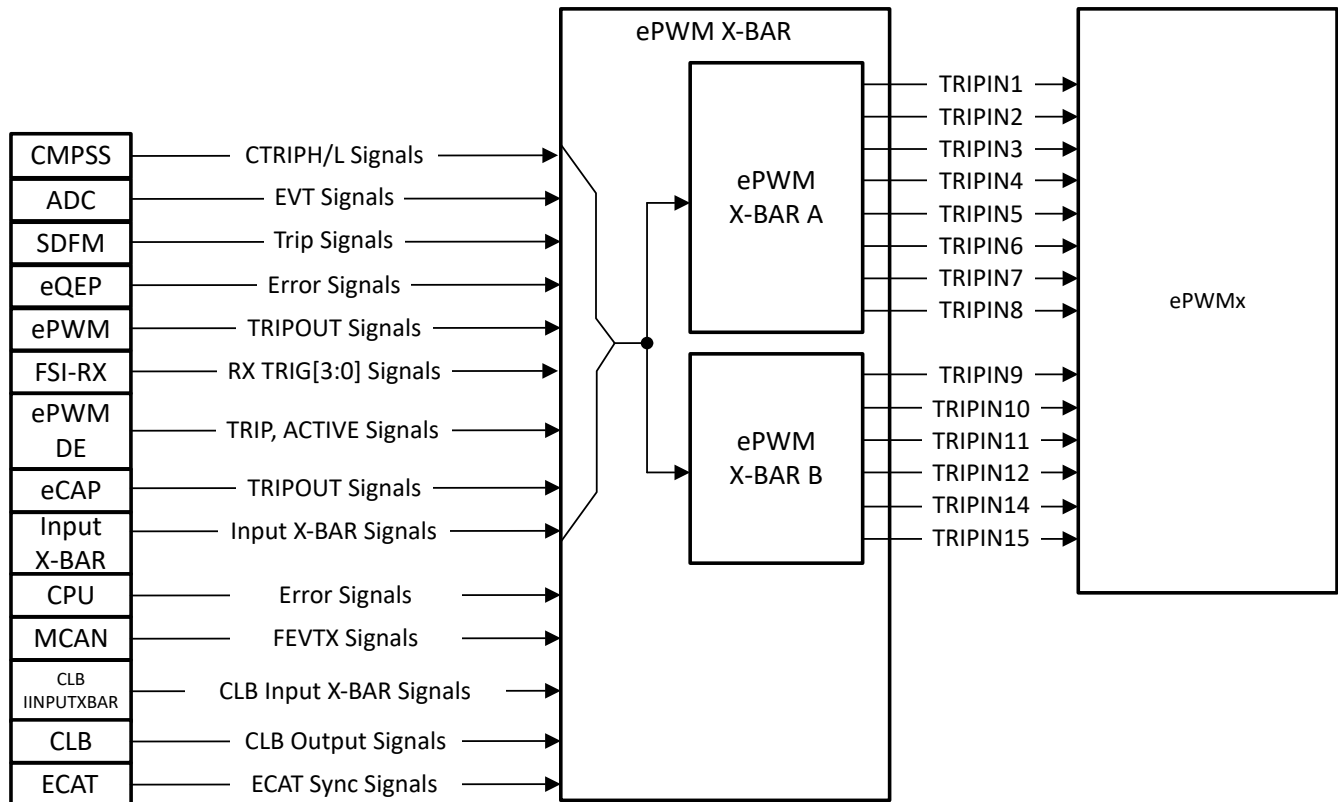 ePWM X-BAR
CMPSS
CTRIPH/L Signals
ADC
EVT Signals
SDFM
Trip Signals
eQEP
Error Signals
ePWM
TRIPOUT Signals
FSI-RX
RX TRIG[3:0] Signals
ePWM
DE
TRIP, ACTIVE Signals
eCAP
TRIPOUT Signals
Input
X-BAR
Input X-BAR Signals
CPU
Error Signals
MCAN
FEVTX Signals
CLB
IINPUTXBAR
CLB Input X-BAR Signals
CLB
CLB Output Signals
ECAT
ECAT Sync Signals
ePWM
X-BAR A
ePWM
X-BAR B
TRIPIN1
TRIPIN2
TRIPIN3
TRIPIN4
TRIPIN5
TRIPIN6
TRIPIN7
TRIPIN8
TRIPIN9
TRIPIN10
TRIPIN11
TRIPIN12
TRIPIN14
TRIPIN15
ePWMx